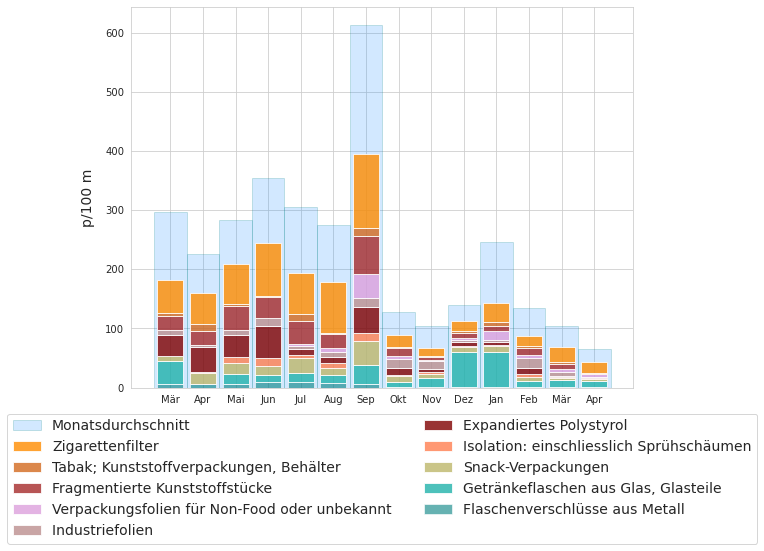 600
500
400
300
200
100
0
p/100 m
Mär Apr Mai Jun Jul Aug Sep Okt Nov Dez Jan Feb Mär Apr
Monatsdurchschnitt
Zigarettenfilter
Tabak; Kunststoffverpackungen, Behälter
Fragmentierte Kunststoffstücke
Verpackungsfolien für Non-Food oder unbekannt
Industriefolien
Expandiertes Polystyrol
Isolation: einschliesslich Sprühschäumen
Snack-Verpackungen
Getränkeflaschen aus Glas, Glasteile
Flaschenverschlüsse aus Metall